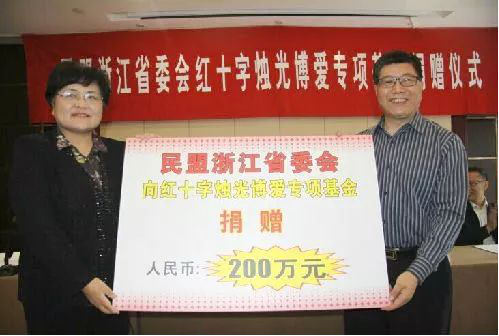 民盟浙江省委会红十字烛光博爱专项基 捐赠仪式
民盟浙江省委会
向红十字烛光博爱专项基金
捐赠
人民币:200万元